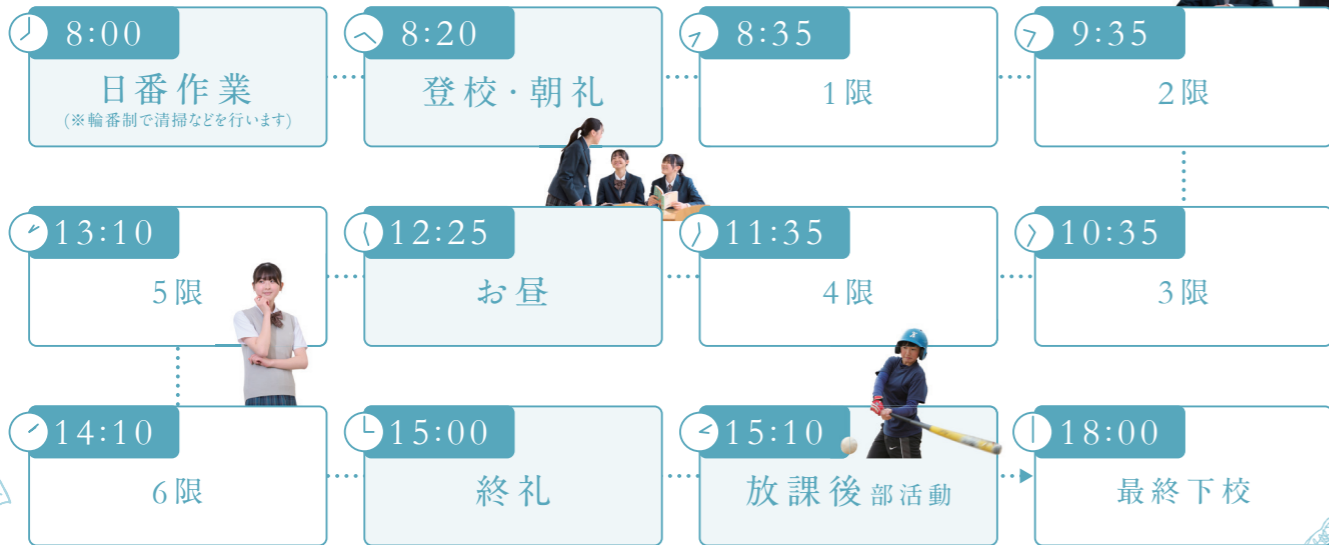 8:00
日番作業
(※輪番制で清掃などを行います)
8:20
登校・朝礼
8:35
1限
9:35
2限
10:35
3限
11:35
4限
12:25
お昼
13:10
5限
14:10
6限
15:00
終礼
15:10
放課後 部活動
18:00
最終下校